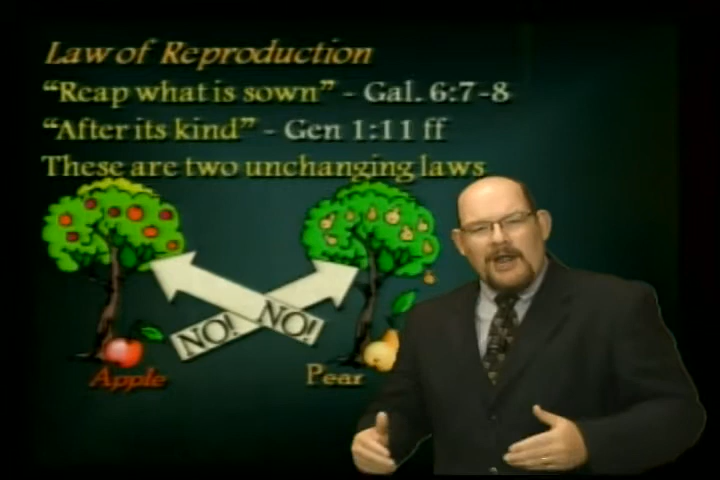 Law of Reproduction
“Reap what is sown” - Gal. 6:7-8
“After its kind” - Gen 1:11 ff
These are two unchanging laws
NO! NO!
Apple Pear